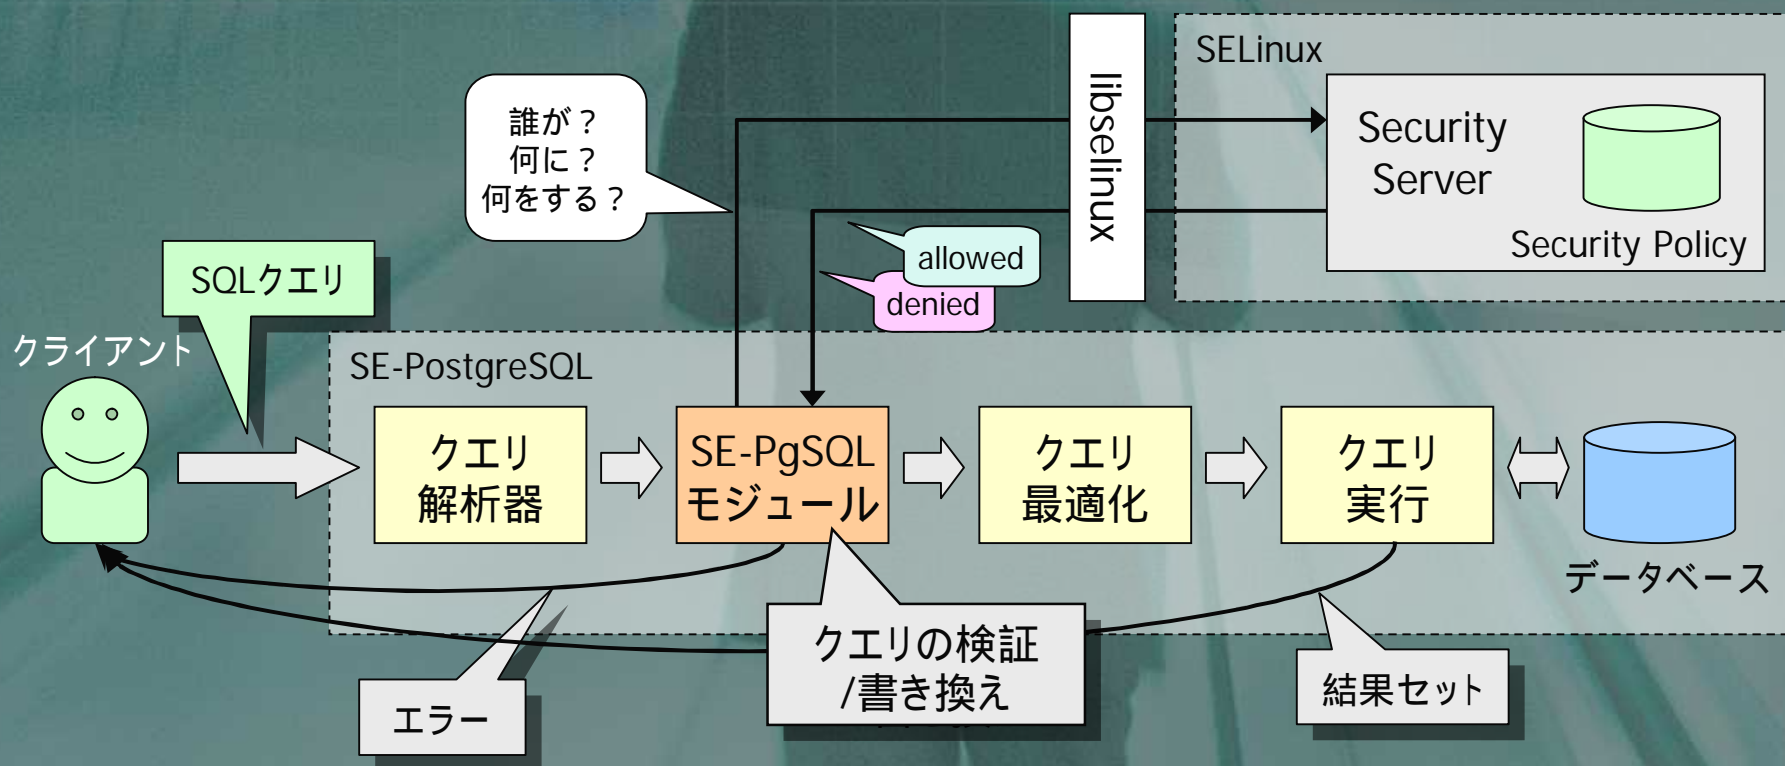 SELinux
libselinux
誰が？
何に？
何をする？
Security
Server
Security Policy
allowed
denied
SQLクエリ
クライアント
SE-PostgreSQL
クエリ
解析器
SE-PgSQL
モジュール
クエリ
最適化
クエリ
実行
データベース
クエリの検証
/書き換え
エラー
結果セット